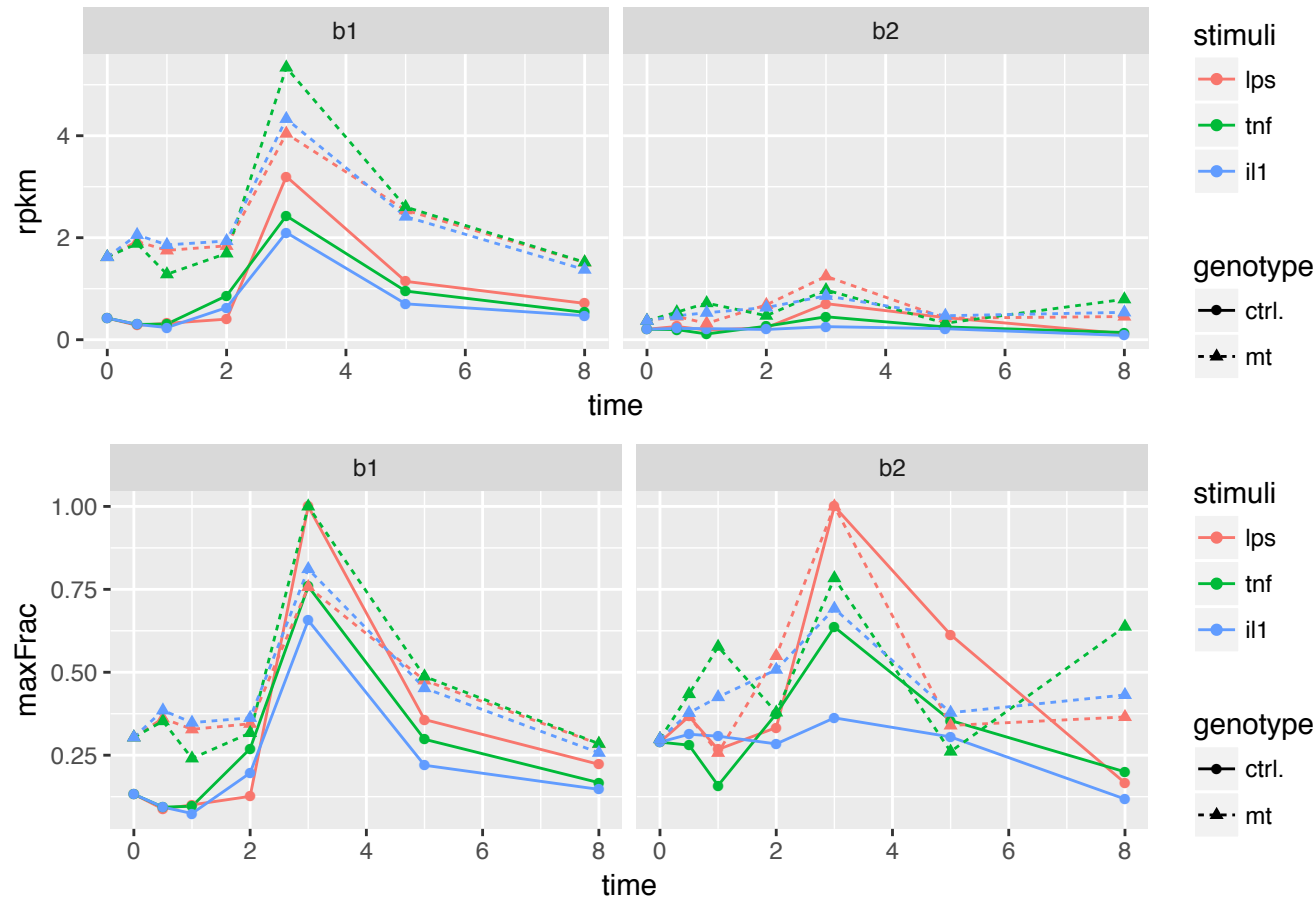 b1 b2
rpkm
4
2
0
0 2 4 6 8 0 2 4 6 8
time
stimuli
lps
tnf
il1
genotype
ctrl.
mt
b1 b2
maxFrac
1.00
0.75
0.50
0.25
0 2 4 6 8 0 2 4 6 8
time
stimuli
lps
tnf
il1
genotype
ctrl.
mt